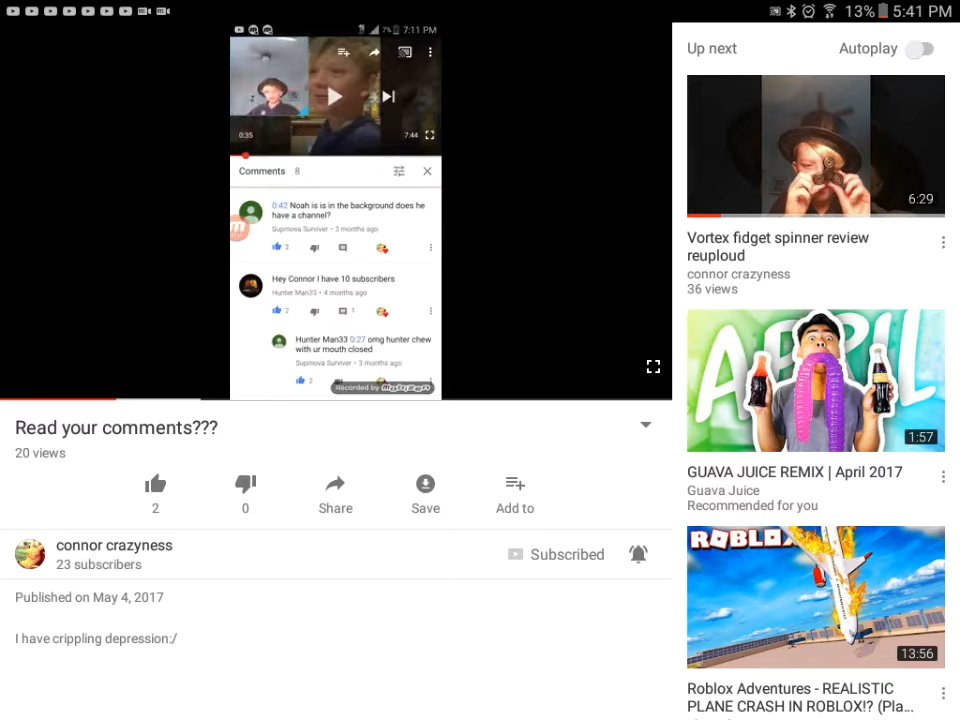 13% 5:41 PM
7% 7:11 PM
0:35
7:44
Comments 8
0:42 Noah is is in the background does he
have a channel?
Supmova Surviver • 3 months ago
2
Hey Connor I have 10 subscribers
Hunter Man33 • 4 months ago
2 1
Hunter Man33 0:27 omg hunter chew
with ur mouth closed
Supmova Surviver • 3 months ago
3
Recorded by mobizen
Read your comments???
20 views
2 0 Share Save Add to
connor crazyness
23 subscribers
Subscribed
Published on May 4, 2017
I have crippling depression:/
Up next Autoplay
6:29
Vortex fidget spinner review
reuploud
connor crazyness
36 views
APRIL
1:57
GUAVA JUICE REMIX | April 2017
Guava Juice
Recommended for you
ROBLOX
13:56
Roblox Adventures - REALISTIC
PLANE CRASH IN ROBLOX!? (Pla...